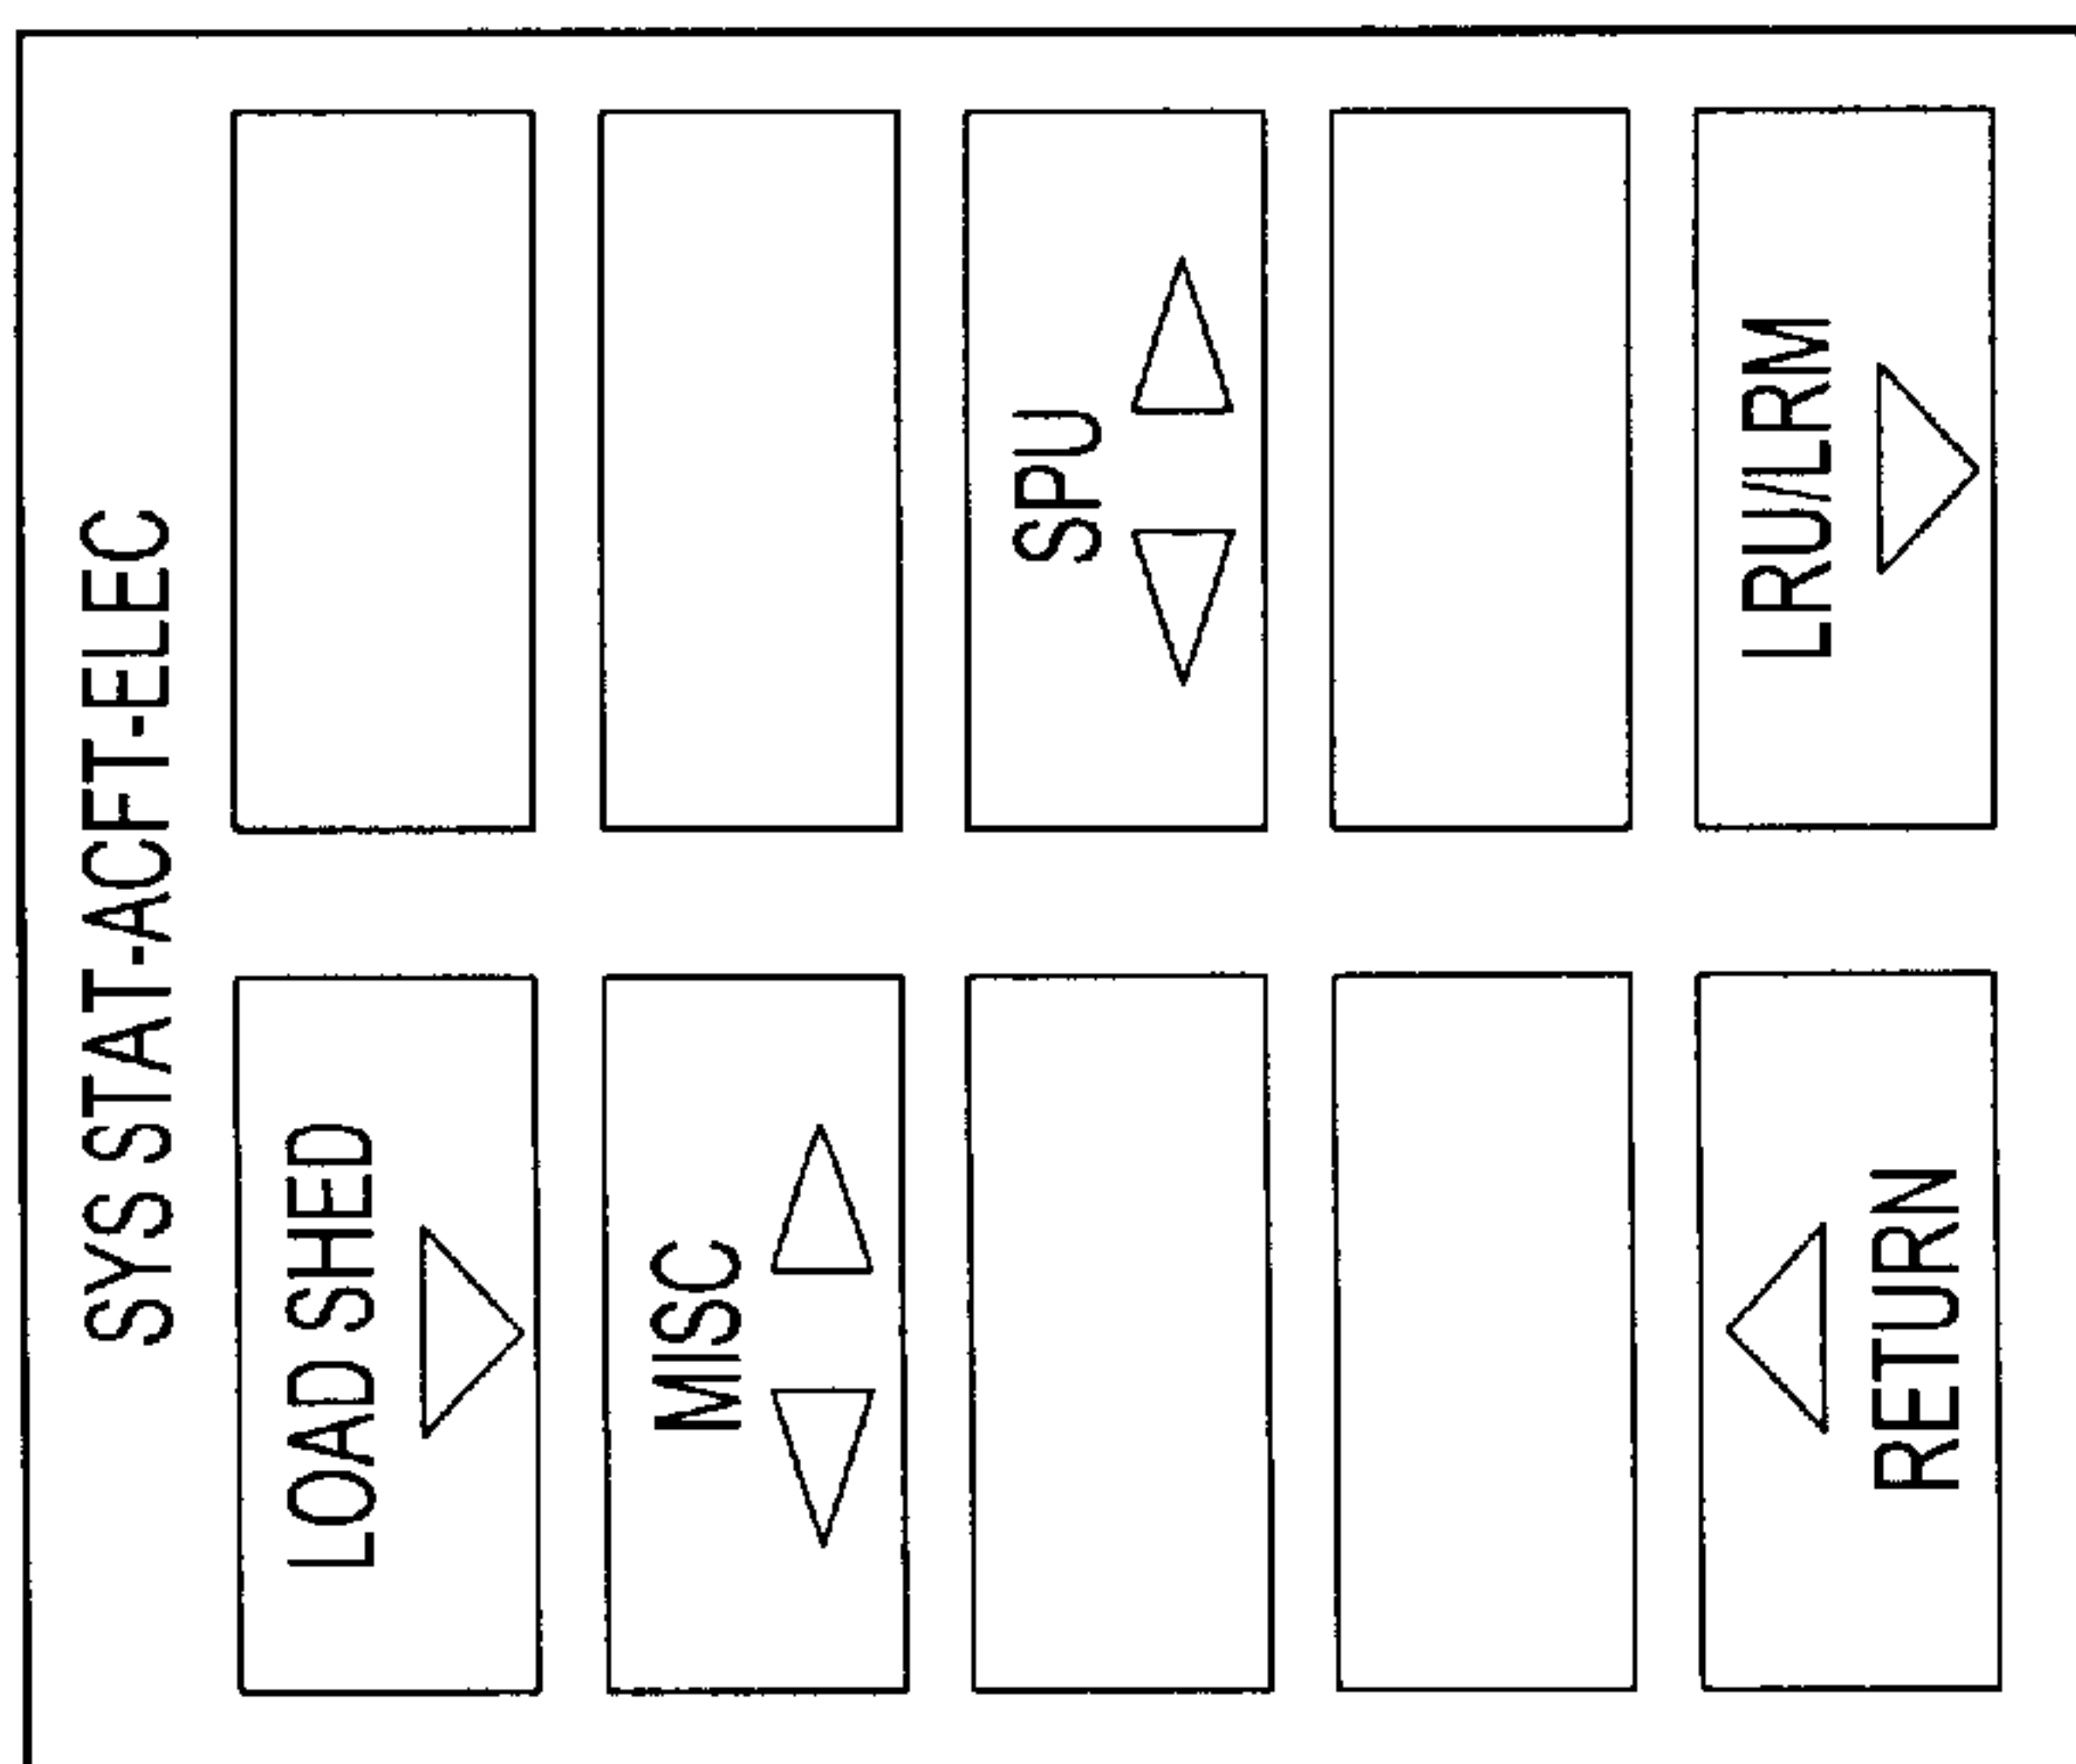 SYS STAT-ACFT-ELEC
LOAD SHED
MISC
SPU
RETURN
LRU/LRM